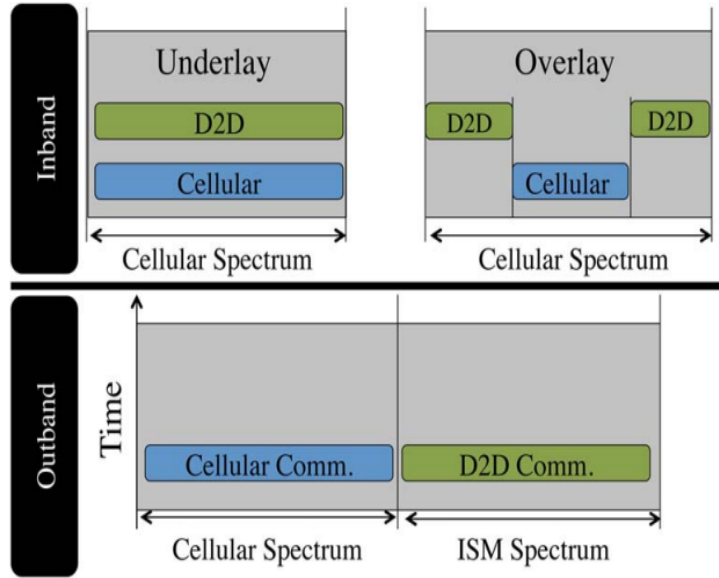 Inband
Underlay
D2D
Cellular
Cellular Spectrum
Overlay
D2D
D2D
Cellular
Cellular Spectrum
Outband
Time
Cellular Comm.
D2D Comm.
Cellular Spectrum
ISM Spectrum